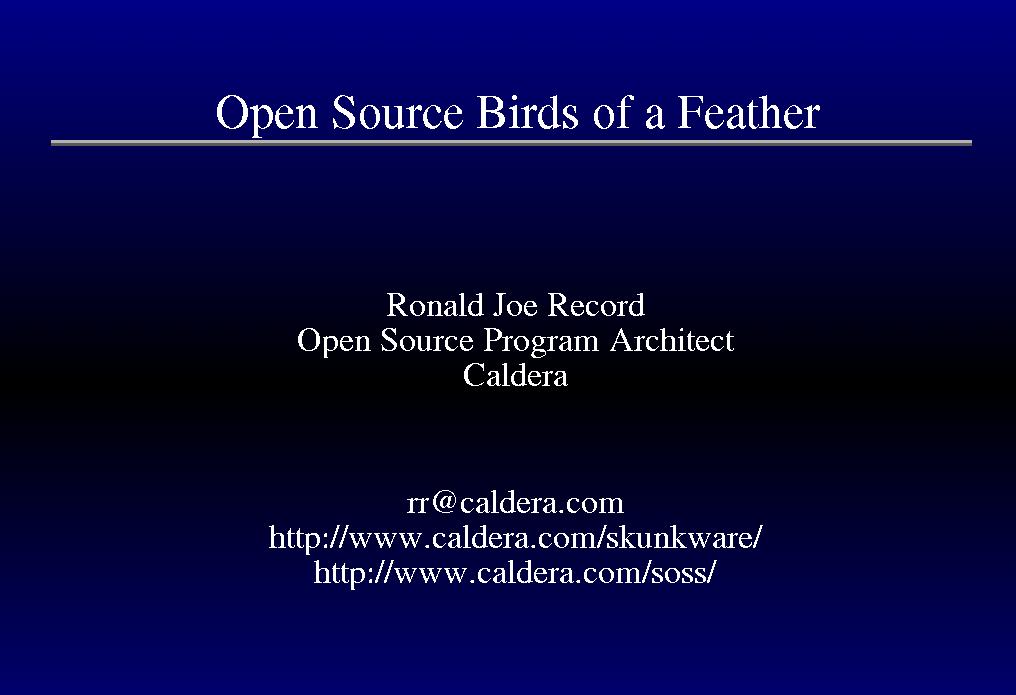 Open Source Birds of a Feather
Ronald Joe Record
Open Source Program Architect
Caldera
rr@caldera.com
http://www.caldera.com/skunkware/
http://www.caldera.com/soss/